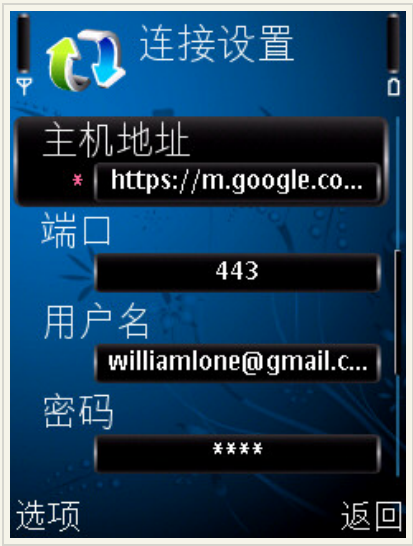 连接设置
主机地址
* https://m.google.co...
端口
443
用户名
williamlone@gmail.c...
密码
****
选项 返回